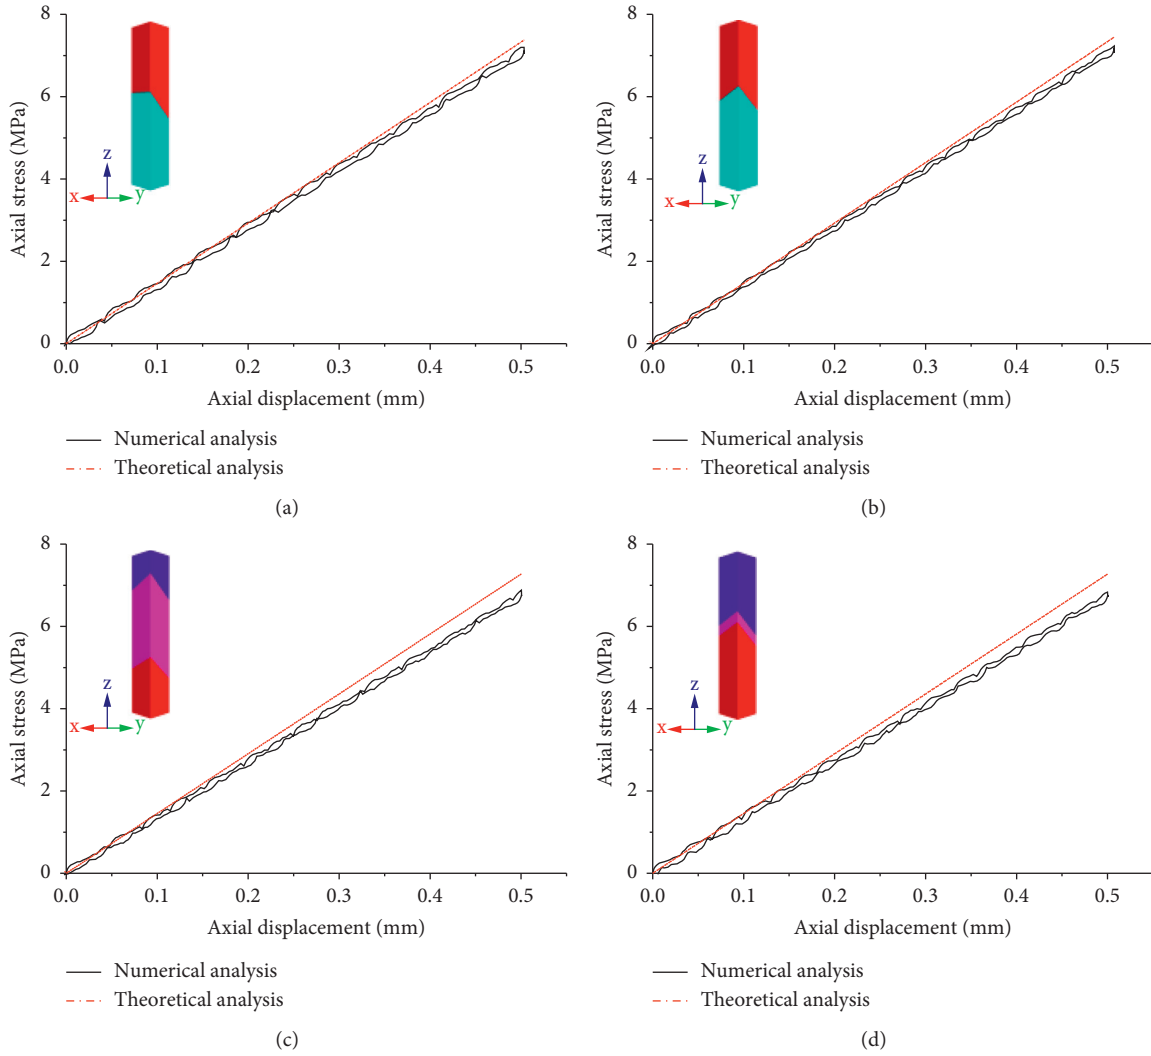 8
6
4
2
0
Axial stress (MPa)
z
x
y
0.0
0.1
0.2
0.3
0.4
0.5
Axial displacement (mm)
Numerical analysis
Theoretical analysis
(a)
8
6
4
2
0
Axial stress (MPa)
z
x
y
0.0
0.1
0.2
0.3
0.4
0.5
Axial displacement (mm)
Numerical analysis
Theoretical analysis
(b)
8
6
4
2
0
Axial stress (MPa)
z
x
y
0.0
0.1
0.2
0.3
0.4
0.5
Axial displacement (mm)
Numerical analysis
Theoretical analysis
(c)
8
6
4
2
0
Axial stress (MPa)
z
x
y
0.0
0.1
0.2
0.3
0.4
0.5
Axial displacement (mm)
Numerical analysis
Theoretical analysis
(d)